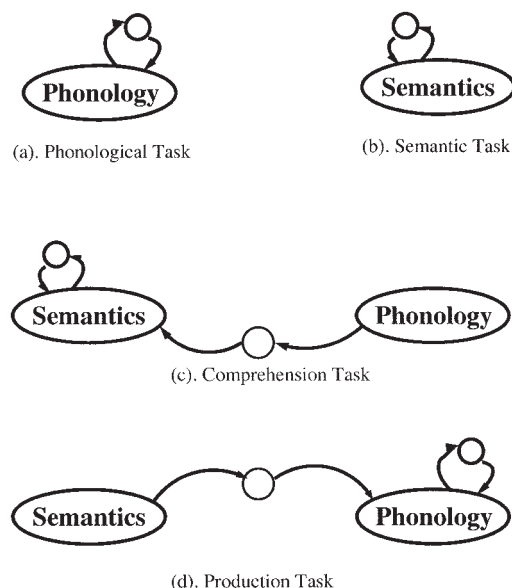 Phonology
Semantics
(a). Phonological Task
(b). Semantic Task
Semantics
Phonology
(c). Comprehension Task
Semantics
Phonology
(d). Production Task